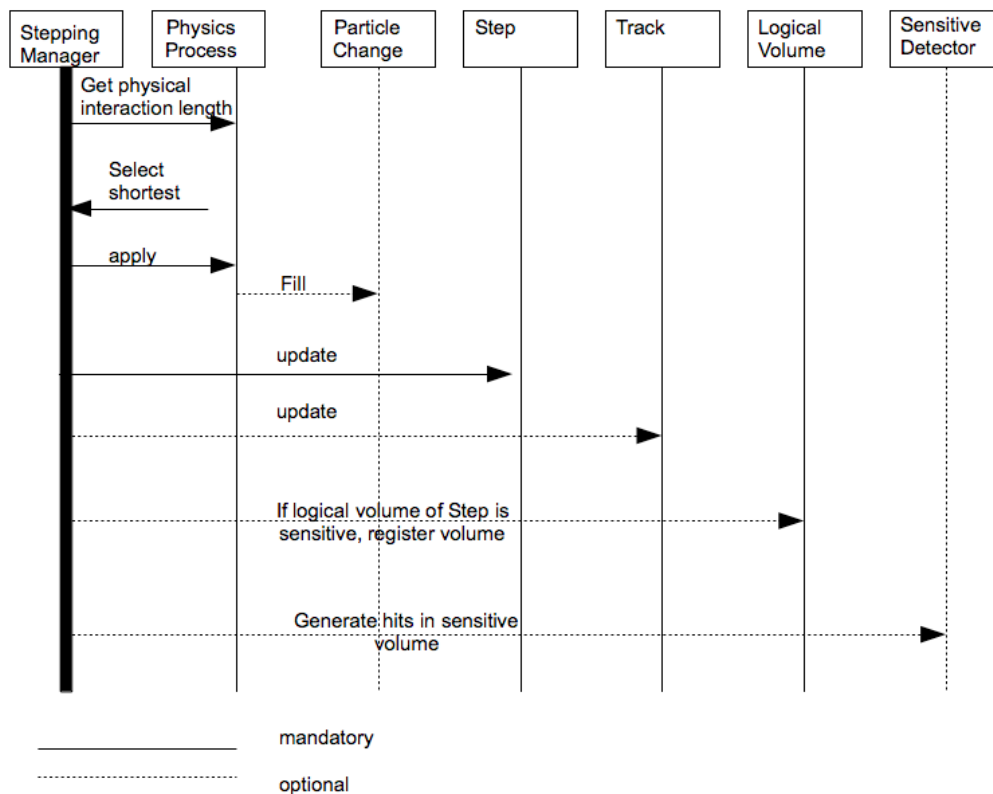 Stepping
Manager
Physics
Process
Particle
Change
Step
Track
Logical
Volume
Sensitive
Detector
Get physical
interaction length
Select
shortest
apply
Fill
update
update
If logical volume of Step is
sensitive, register volume
Generate hits in sensitive
volume
mandatory
optional